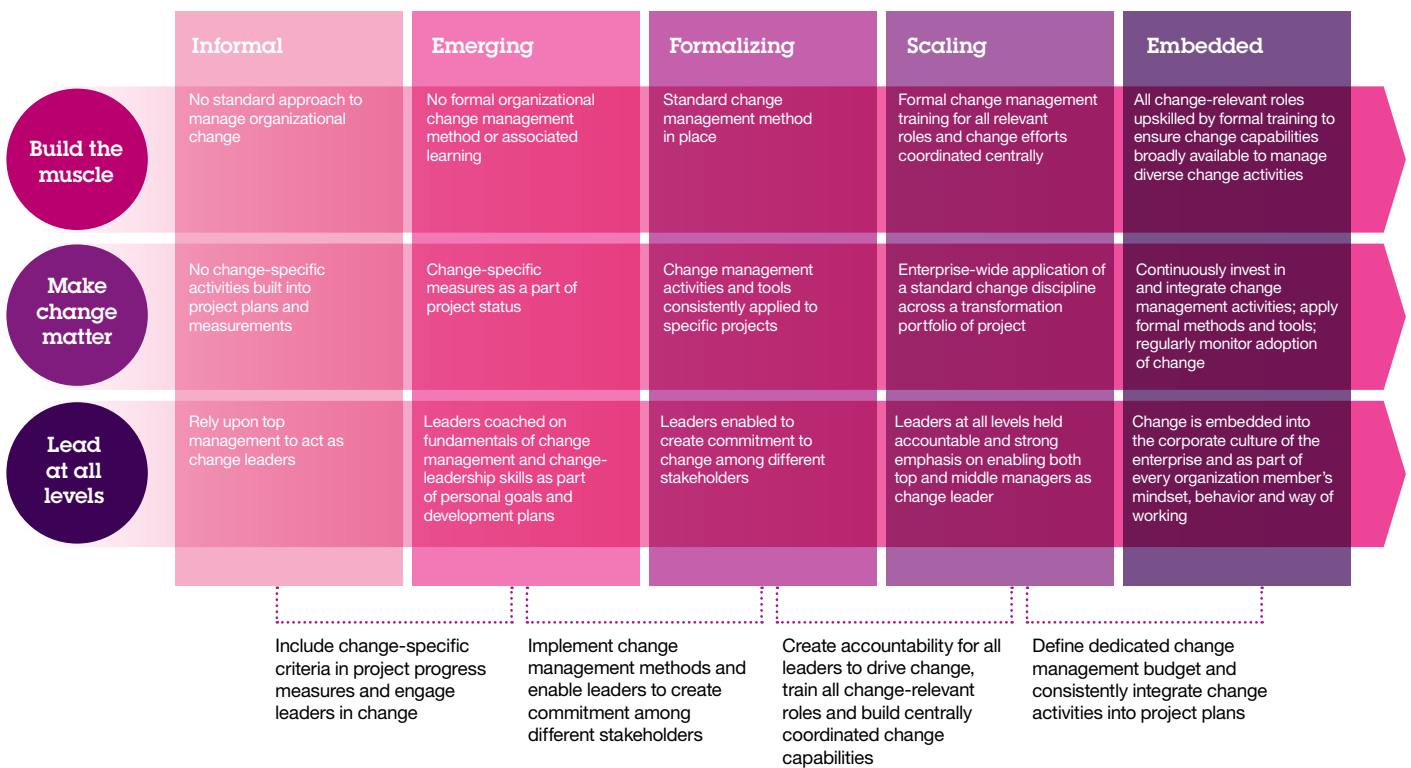 Informal
Emerging
Formalizing
Scaling
Embedded
Build the
muscle
No standard approach to
manage organizational
change
No formal organizational
change management
method or associated
learning
Standard change
management method
in place
Formal change management
training for all relevant
roles and change efforts
coordinated centrally
All change-relevant roles
upskilled by formal training to
ensure change capabilities
broadly available to manage
diverse change activities
Make
change
matter
No change-specific
activities built into
project plans and
measurements
Change-specific
measures as a part of
project status
Change management
activities and tools
consistently applied to
specific projects
Enterprise-wide application of
a standard change discipline
across a transformation
portfolio of project
Continuously invest in
and integrate change
management activities; apply
formal methods and tools;
regularly monitor adoption
of change
Lead
at all
levels
Rely upon top
management to act as
change leaders
Leaders coached on
fundamentals of change
management and change-
leadership skills as part
of personal goals and
development plans
Leaders enabled to
create commitment to
change among different
stakeholders
Leaders at all levels held
accountable and strong
emphasis on enabling both
top and middle managers as
change leader
Change is embedded into
the corporate culture of the
enterprise and as part of
every organization member’s
mindset, behavior and way of
working
Include change-specific
criteria in project progress
measures and engage
leaders in change
Implement change
management methods and
enable leaders to create
commitment among
different stakeholders
Create accountability for all
leaders to drive change,
train all change-relevant
roles and build centrally
coordinated change
capabilities
Define dedicated change
management budget and
consistently integrate change
activities into project plans